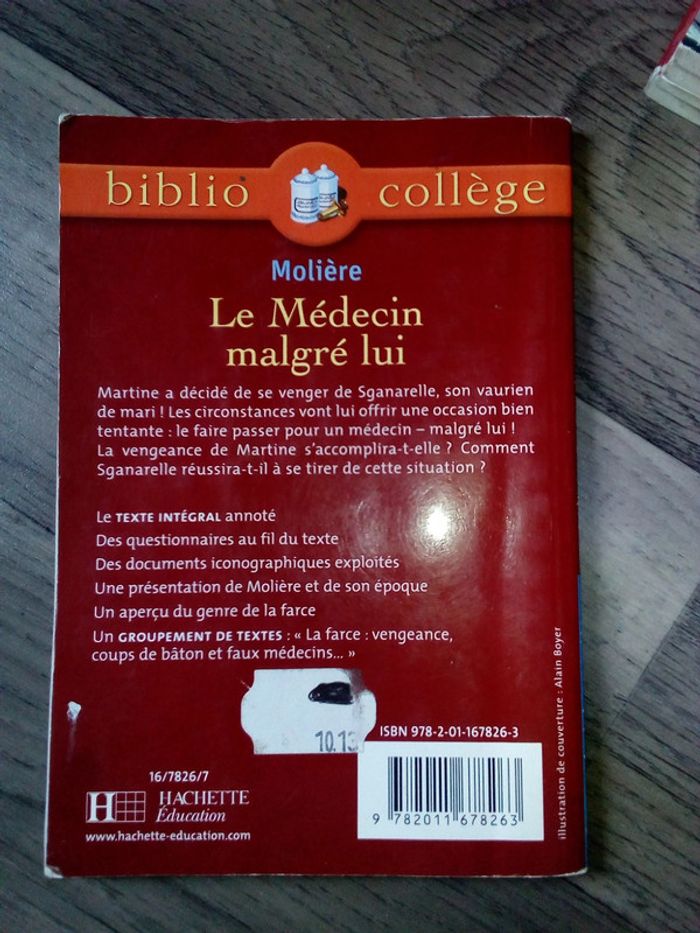 biblio collège
Molière
Le Médecin
malgré lui
Martine a décidé de se venger de Sganarelle, son vaurien
de mari ! Les circonstances vont lui offrir une occasion bien
tentante : le faire passer pour un médecin – malgré lui !
La vengeance de Martine s'accomplira-t-elle ? Comment
Sganarelle réussira-t-il à se tirer de cette situation ?
Le TEXTE INTÉGRAL annoté
Des questionnaires au fil du texte
Des documents iconographiques exploités
Une présentation de Molière et de son époque
Un aperçu du genre de la farce
Un GROUPEMENT DE TEXTES : « La farce : vengeance,
coups de bâton et faux médecins... »
10.13
ISBN 978-2-01-167826-3
16/7826/7
H HACHETTE
Éducation
www.hachette-education.com
9 782011 678263
illustration de couverture : Alain Boyer